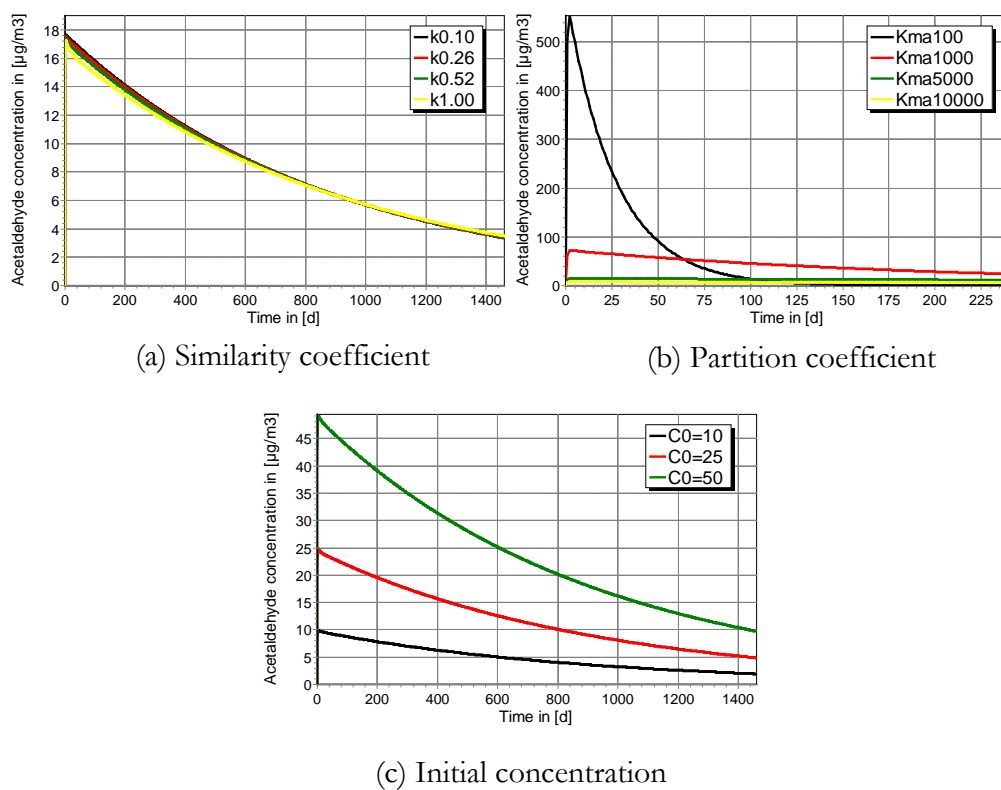 Acetaldehyde concentration in [µg/m3]
18
16
14
12
10
8
6
4
2
0
0 200 400 600 800 1000 1200 1400
Time in [d]
k0.10
k0.26
k0.52
k1.00
(a) Similarity coefficient
Acetaldehyde concentration in [µg/m3]
500
400
300
200
100
0
0 25 50 75 100 125 150 175 200 225
Time in [d]
Kma100
Kma1000
Kma5000
Kma10000
(b) Partition coefficient
Acetaldehyde concentration in [µg/m3]
45
40
35
30
25
20
15
10
5
0
0 200 400 600 800 1000 1200 1400
Time in [d]
C0=10
C0=25
C0=50
(c) Initial concentration